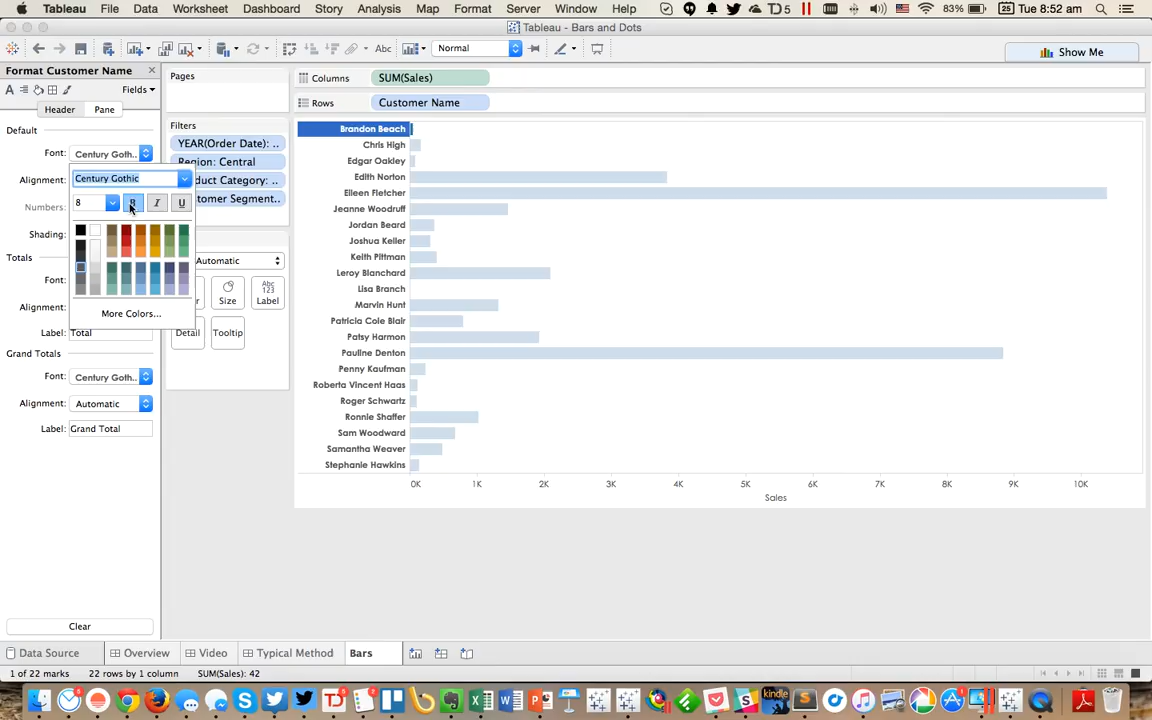 Tableau File Data Worksheet Dashboard Story Analysis Map Format Server Window Help 5 83% 25 Tue 8:52 am
Tableau - Bars and Dots
Abc Normal Show Me
Format Customer Name
Fields
Header Pane
Default
Font: Century Goth..
Century Gothic
Alignment:
Numbers: 8 B I U
Shading:
Totals
Font:
Alignment:
More Colors...
Label: Total
Grand Totals
Font: Century Goth..
Alignment: Automatic
Label: Grand Total
Clear
Pages
Filters
YEAR(Order Date): ..
Region: Central
duct Category: ..
tomer Segment..
Automatic
Size
Abc
123
Label
Detail Tooltip
Columns SUM(Sales)
Rows Customer Name
Brandon Beach
Chris High
Edgar Oakley
Edith Norton
Eileen Fletcher
Jeanne Woodruff
Jordan Beard
Joshua Keller
Keith Pittman
Leroy Blanchard
Lisa Branch
Marvin Hunt
Patricia Cole Blair
Patsy Harmon
Pauline Denton
Penny Kaufman
Roberta Vincent Haas
Roger Schwartz
Ronnie Shaffer
Sam Woodward
Samantha Weaver
Stephanie Hawkins
0K 1K 2K 3K 4K 5K 6K 7K 8K 9K 10K
Sales
Data Source Overview Video Typical Method Bars
1 of 22 marks 22 rows by 1 column SUM(Sales): 42
kindle